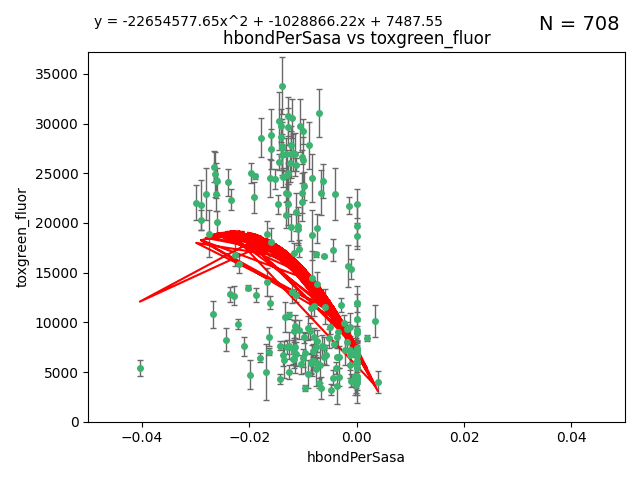 y = -22654577.65x^2 + -1028866.22x + 7487.55
N = 708
hbondPerSasa vs toxgreen_fluor
35000
30000
25000
20000
15000
10000
5000
0
toxgreen_fluor
−0.04
−0.02
0.00
0.02
0.04
hbondPerSasa